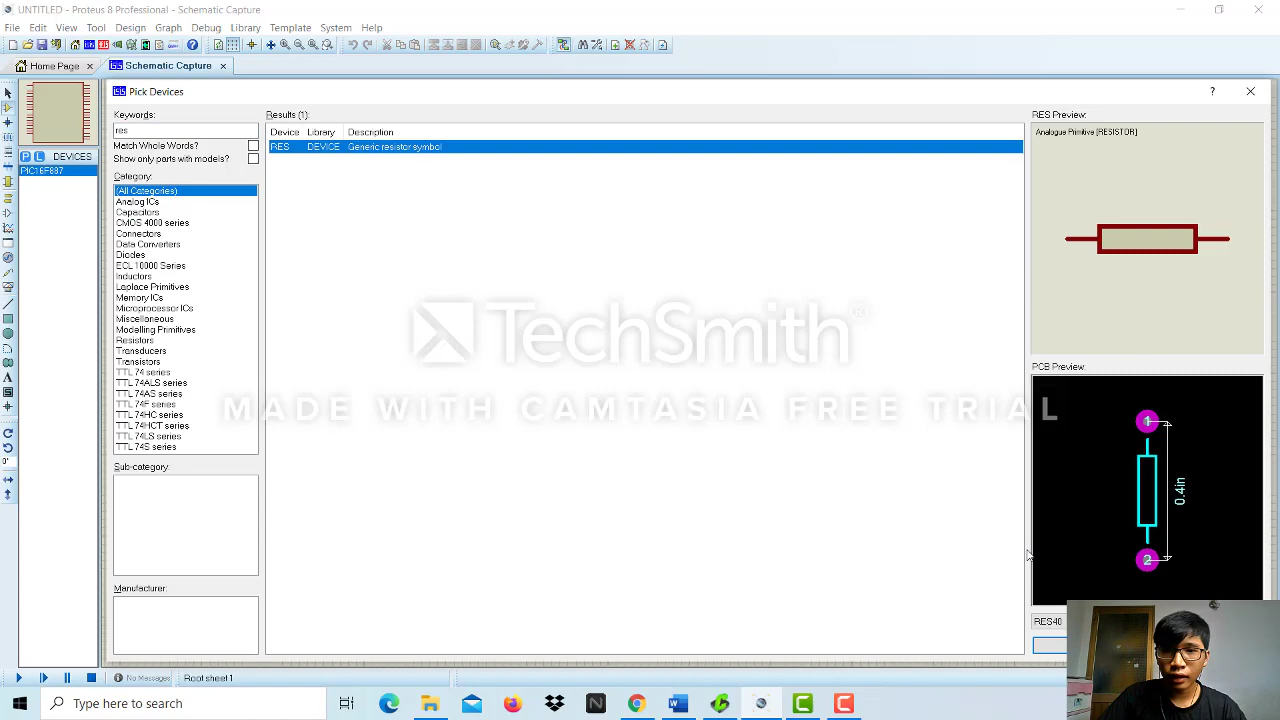 UNTITLED - Proteus 8 Professional - Schematic Capture
File Edit View Tool Design Graph Debug Library Template System Help
Home Page Schematic Capture
Pick Devices
Keywords:
res
Match Whole Words?
Show only parts with models?
Category:
(All Categories)
Analog ICs
Capacitors
CMOS 4000 series
Connectors
Data Converters
Diodes
ECL 10000 Series
Inductors
Laplace Primitives
Memory ICs
Microprocessor ICs
Miscellaneous
Modelling Primitives
Resistors
Transducers
Transistors
TTL 74 series
TTL 74ALS series
TTL 74AS series
TTL 74F series
TTL 74HC series
TTL 74HCT series
TTL 74LS series
TTL 74S series
Sub-category:
Manufacturer:
Results (1):
Device Library Description
RES DEVICE Generic resistor symbol
RES Preview:
Analogue Primitive [RESISTOR]
PCB Preview:
1
0.4in
2
RES40
P L DEVICES
PIC16F887
0°
TechSmith®
MADE WITH CAMTASIA FREE TRIAL
No Messages Root sheet 1
Type here to search